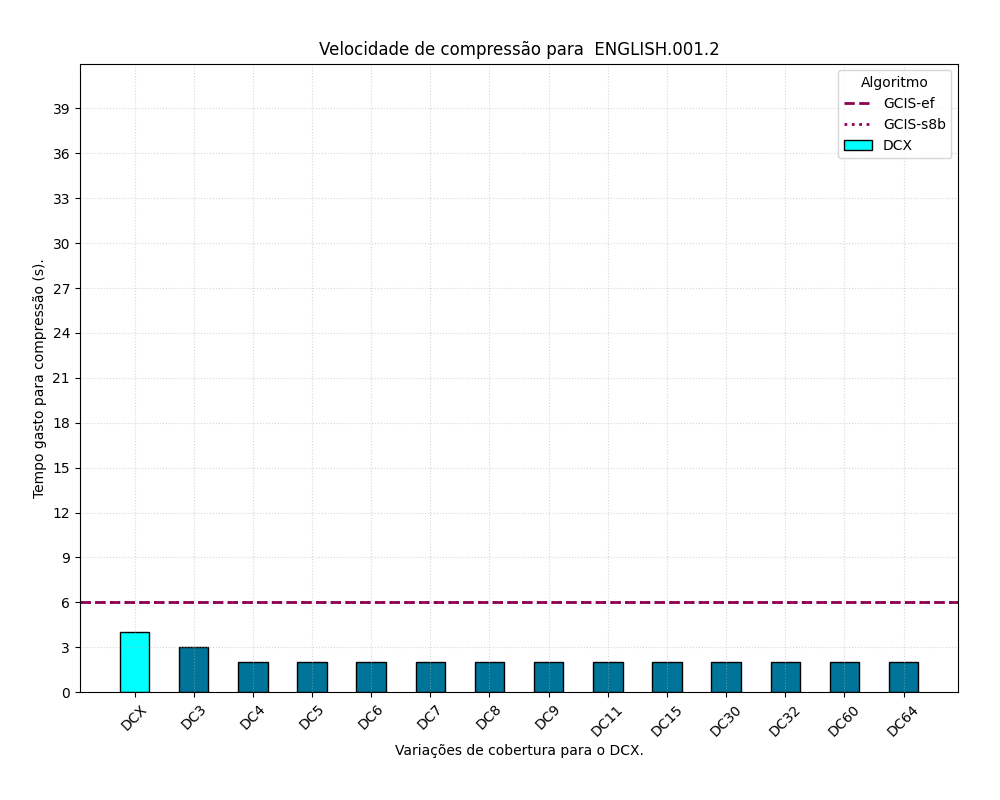 Velocidade de compressão para  ENGLISH.001.2
Algoritmo
GCIS-ef
GCIS-s8b
DCX
39
36
33
30
27
24
21
18
15
12
9
6
3
0
Tempo gasto para compressão (s).
DCX
DC3
DC4
DC5
DC6
DC7
DC8
DC9
DC11
DC15
DC30
DC32
DC60
DC64
Variações de cobertura para o DCX.